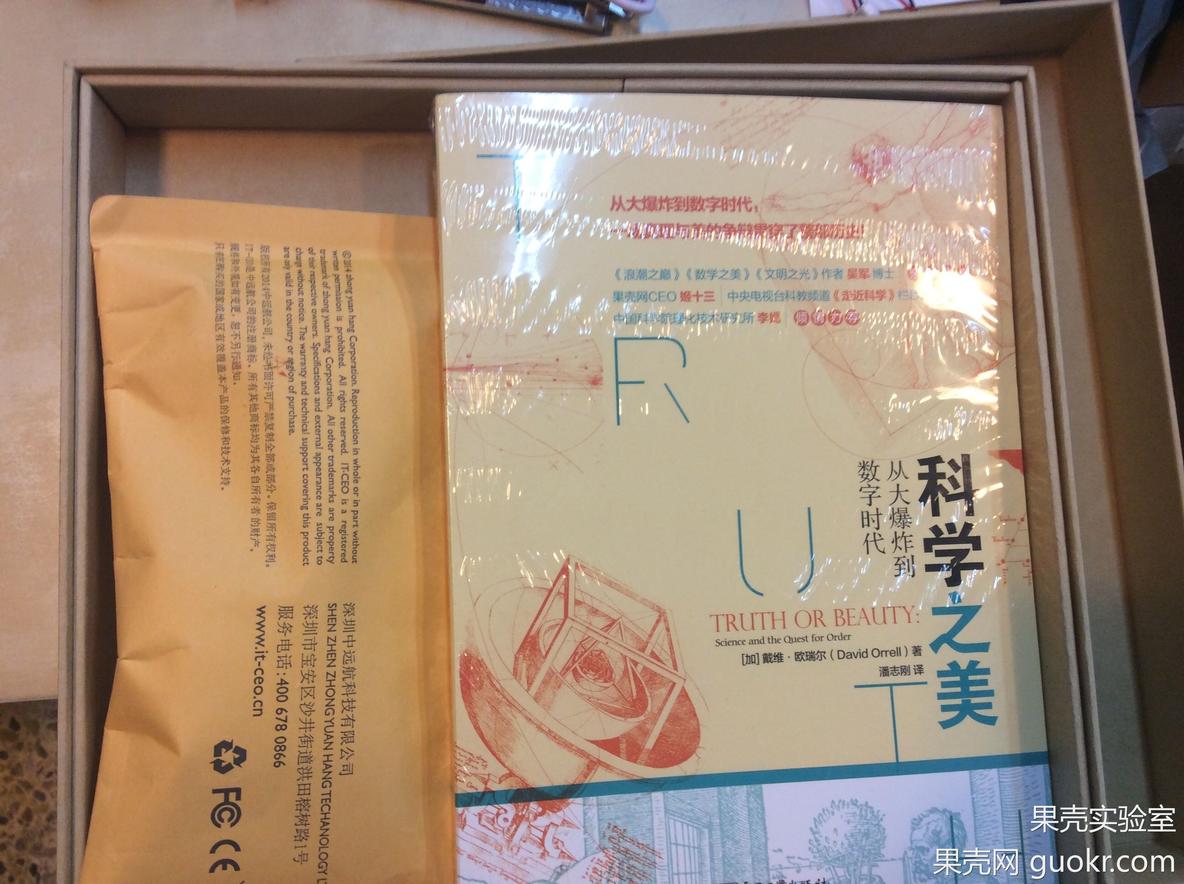 T
从大爆炸到数字时代，
《浪潮之巅》《数学之美》《文明之光》作者 吴军 博士
果壳网CEO 姬十三 中央电视台科教频道《走近科学》栏目
中国科学院理化技术研究所 李嫕 倾情力荐
R
U
T
科学之美
从大爆炸到
数字时代
TRUTH OR BEAUTY:
Science and the Quest for Order
[加] 戴维·欧瑞尔（David Orrell）著
潘志刚 译
©2014 zhong yuan hang Corporation. Reproduction in whole or in part without
written permission is prohibited. All rights reserved. IT-CEO is a registered
trademark of zhong yuan hang Corporation. All other trademarks are property
of their respective owners. Specifications and external appearance are subject to
charge without notice. The warranty and technical support covering this product
are only valid in the country or region of purchase.
版权所有2014中远航公司，未经书面许可严禁复制全部或部分。保留所有权利。
IT-CEO是中远航公司的注册商标。所有其他商标均为其各自所有者的财产。
规格和外观如有变更，恕不另行通知。
只在在购买的国家或地区有效覆盖本产品的保修和技术支持。
深圳中远航科技有限公司
SHEN ZHEN ZHONGYUAN HANG TECHANOLOGY
深圳市宝安区沙井街道洪田榕树路1号
服务电话：400 678 0866
www.it-ceo.cn
FC CE
果壳实验室
果壳网 guokr.com